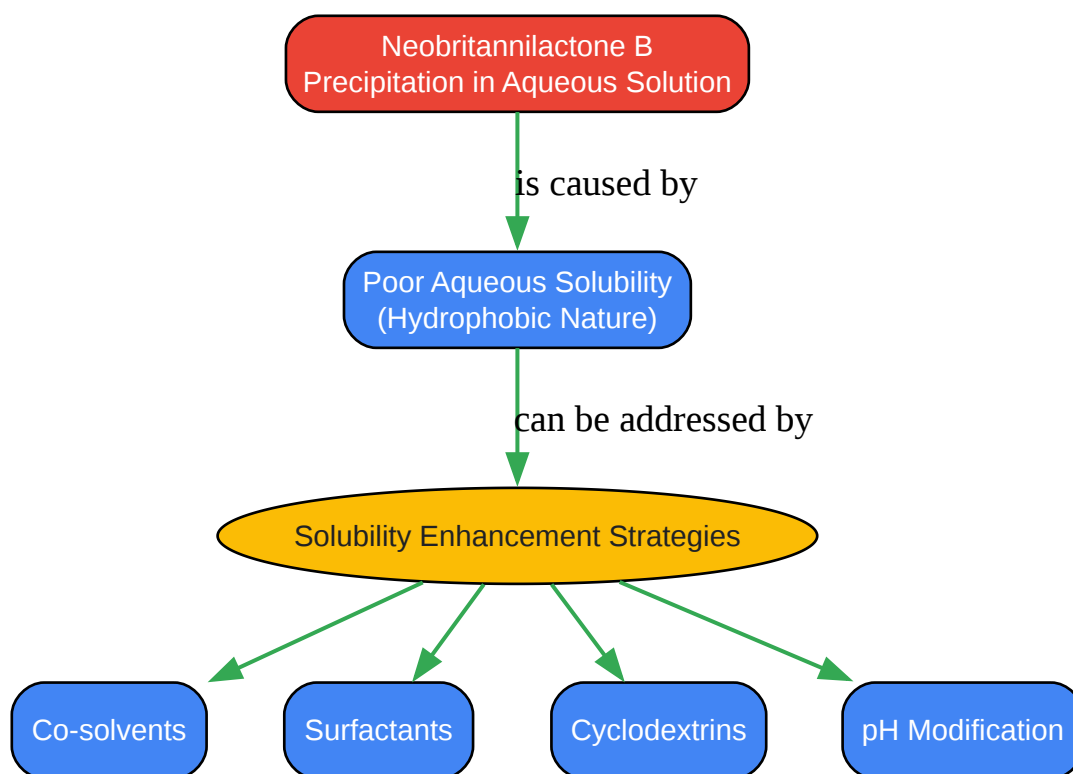 Neobritannilactone B
Precipitation in Aqueous Solution
is caused by
Poor Aqueous Solubility
(Hydrophobic Nature)
can be addressed by
Solubility Enhancement Strategies
Co-solvents
Surfactants
Cyclodextrins
pH Modification